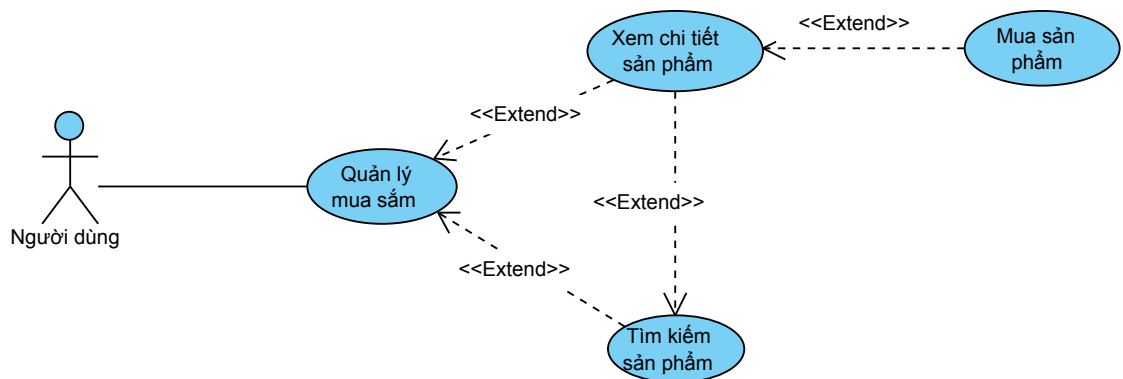 <<Extend>>
Xem chi tiết
sản phẩm
Mua sản
phẩm
<<Extend>>
Quản lý
mua sắm
<<Extend>>
Người dùng
<<Extend>>
Tìm kiếm
sản phẩm